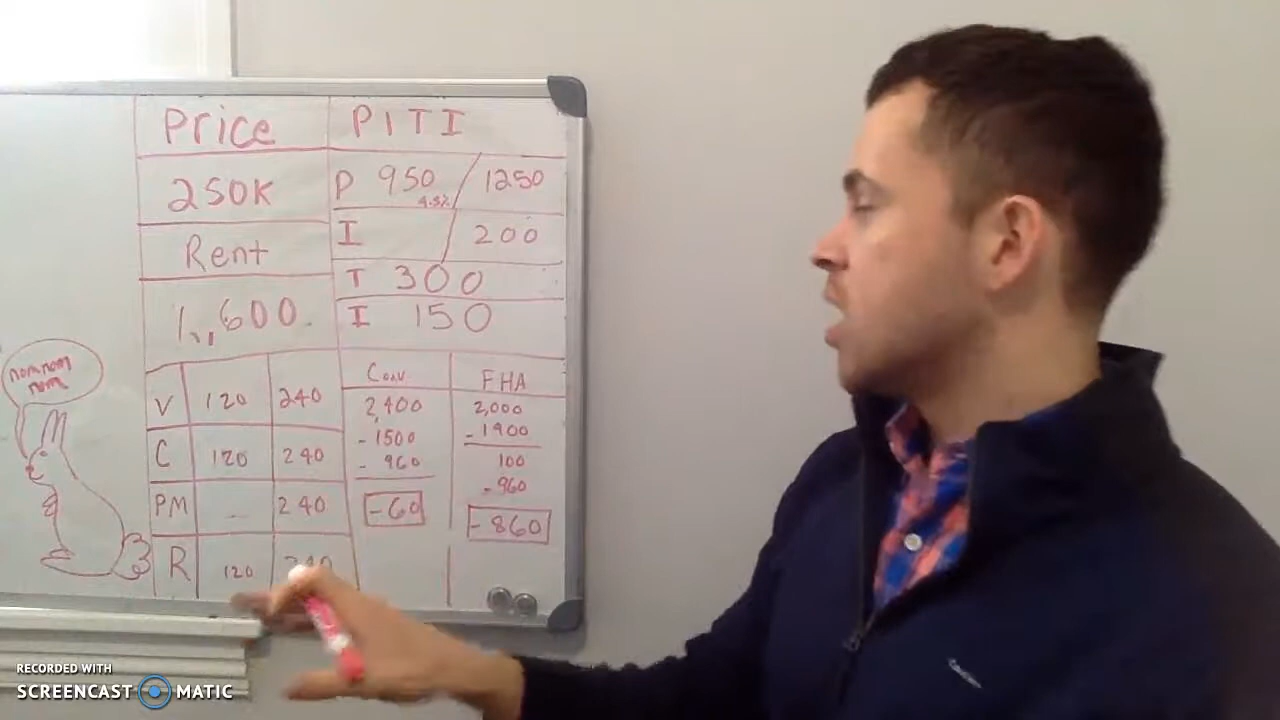 Price
250K
Rent
1,600
PITI
P 950 / 1250
4.5%
I 200
T 300
I 150
nom nom
nom
V 120 240
C 120 240
PM - 240
R 120
Conv
2,400
- 1500
- 960
-60
FHA
2,000
- 1900
100
- 960
- 860
RECORDED WITH
SCREENCAST MATIC